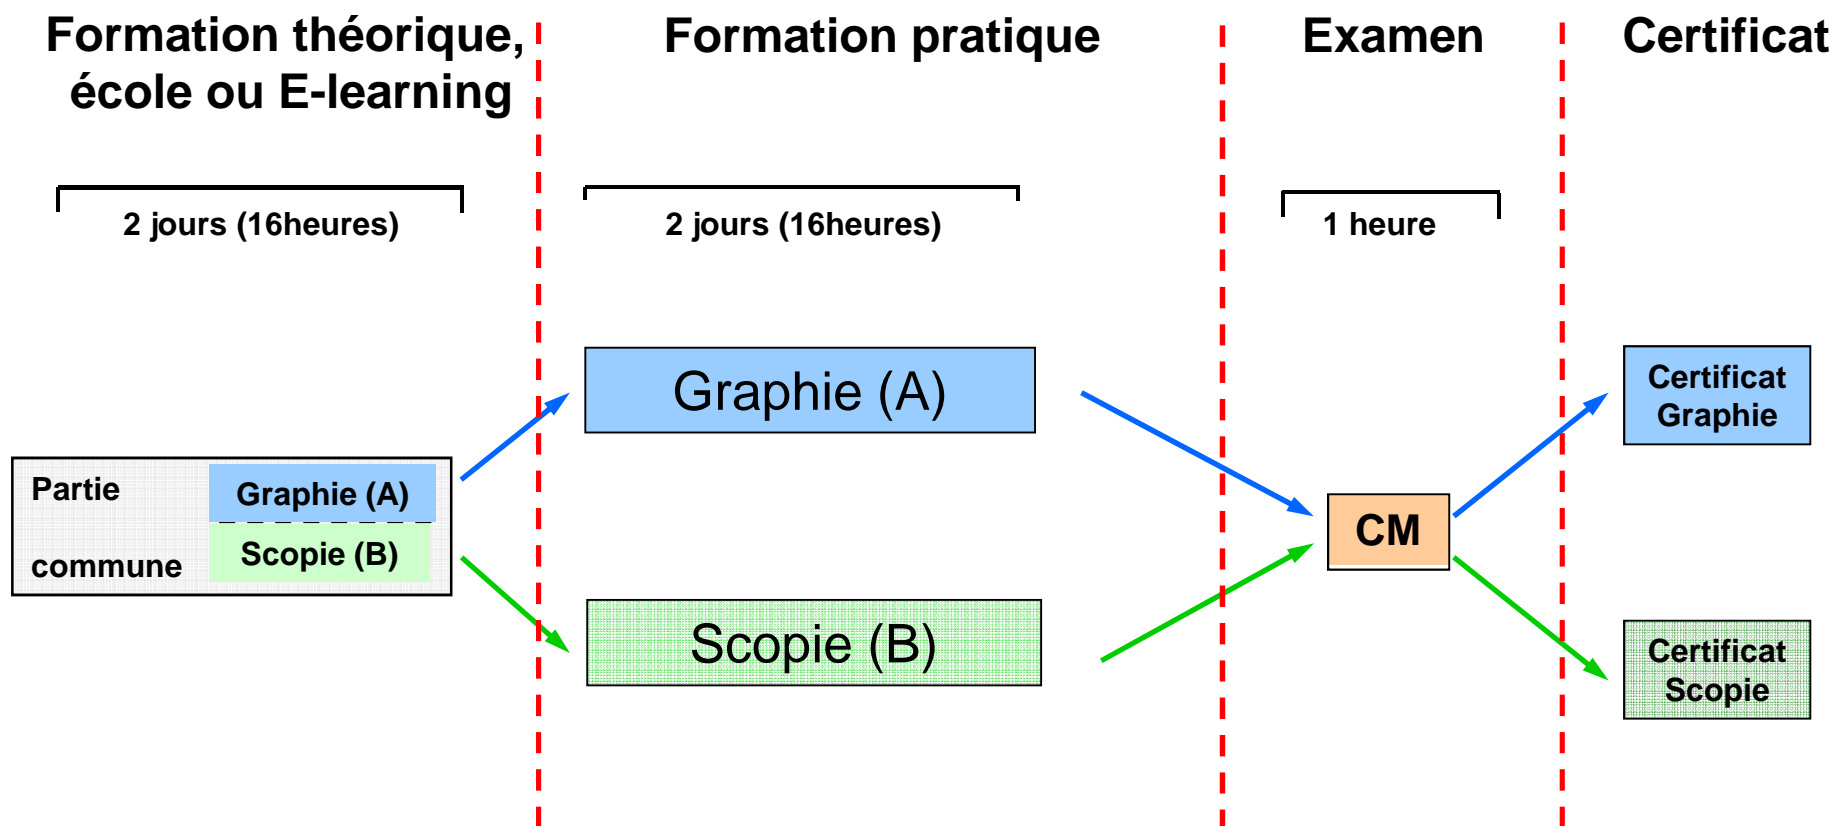 Formation théorique,
école ou E-learning
Formation pratique
Examen
Certificat
2 jours (16heures)
2 jours (16heures)
1 heure
Partie
commune
Graphie (A)
Scopie (B)
Graphie (A)
Scopie (B)
CM
Certificat
Graphie
Certificat
Scopie